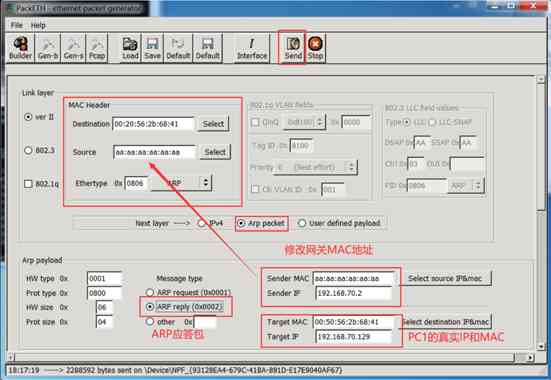 PackETH - ethernet packet generator
File Help
Builder Gen-b Gen-s Pcap Load Save Default Default Interface Send Stop
Link layer
ver II
802.3
802.1q
MAC Header
Destination 00:20:56:2b:68:41 Select
Source aa:aa:aa:aa:aa:aa Select
Ethertype 0x 0806 ARP
802.1q VLAN fields
QinQ 0x8100 0x 0000
Tag ID 0x 8100
Priority 0 (Best effort)
Cfi VLAN ID 0x 001
802.3 LLC field values
Type LLC LLC-SNAP
DSAP 0x AA SSAP 0x AA
Ctrl 0x 03 OUI 0x
PID 0x 0806 ARP
Next layer ----> IPv4 Arp packet User defined payload
修改网关MAC地址
Arp payload
HW type 0x 0001
Prot type 0x 0800
HW size 0x 06
Prot size 0x 04
Message type
ARP request (0x0001)
ARP reply (0x0002)
other 0x
ARP应答包
Sender MAC aa:aa:aa:aa:aa:aa Select source IP&mac
Sender IP 192.168.70.2
Target MAC 00:50:56:2b:68:41 Select destination IP&mac
Target IP 192.168.70.129
PC1的真实IP和MAC
18:17:19 ----> 2288592 bytes sent on \Device\NPF_{93128EA4-679C-41BA-891D-E17E9040AF67}